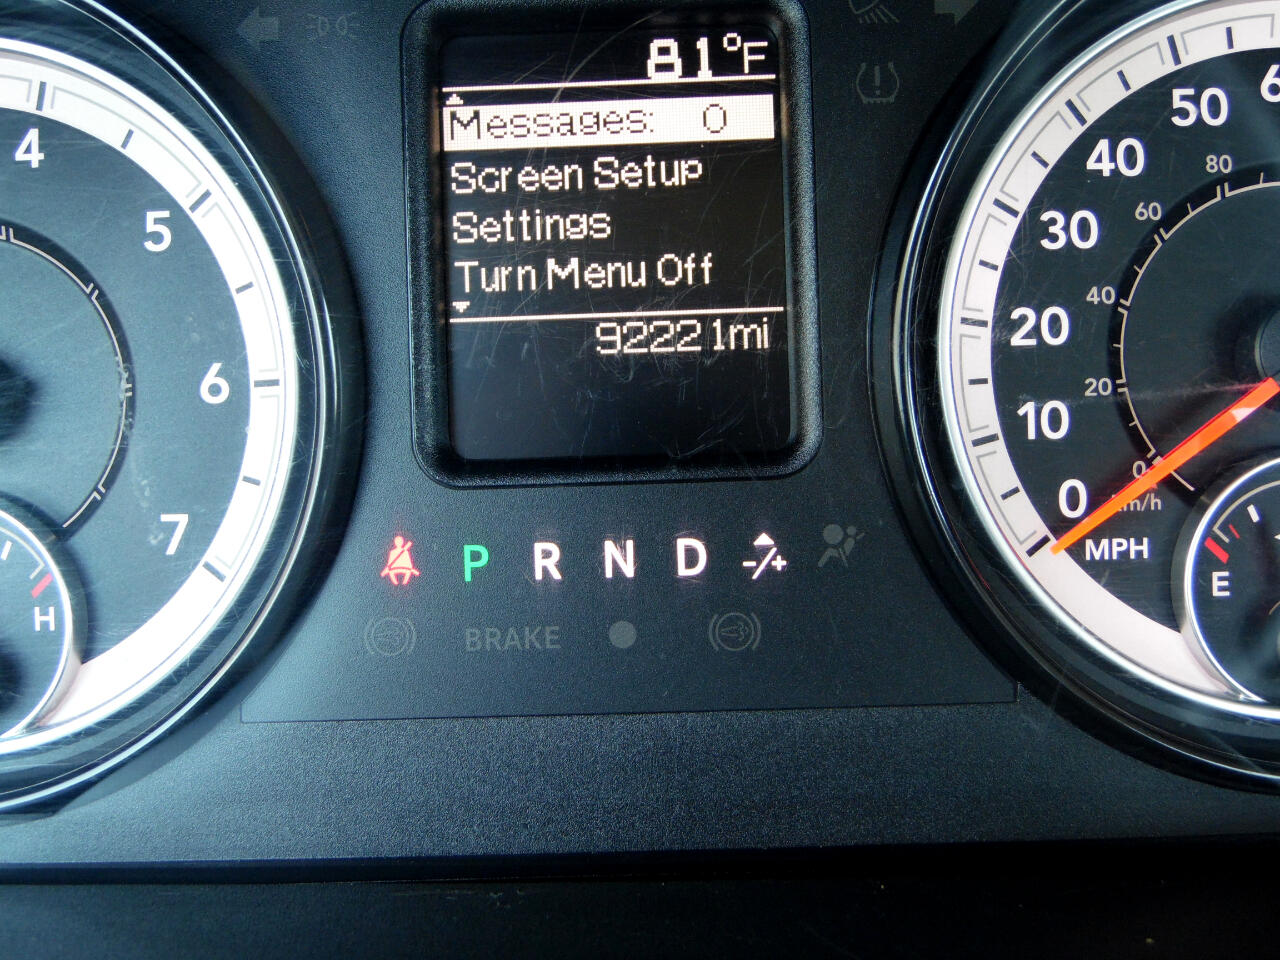 81°F
Messages: 0
Screen Setup
Settings
Turn Menu Off
92221mi
4
5
6
7
H
P R N D -/+
BRAKE
6
50
40
30
20
10
0
MPH
80
60
40
20
0
km/h
E